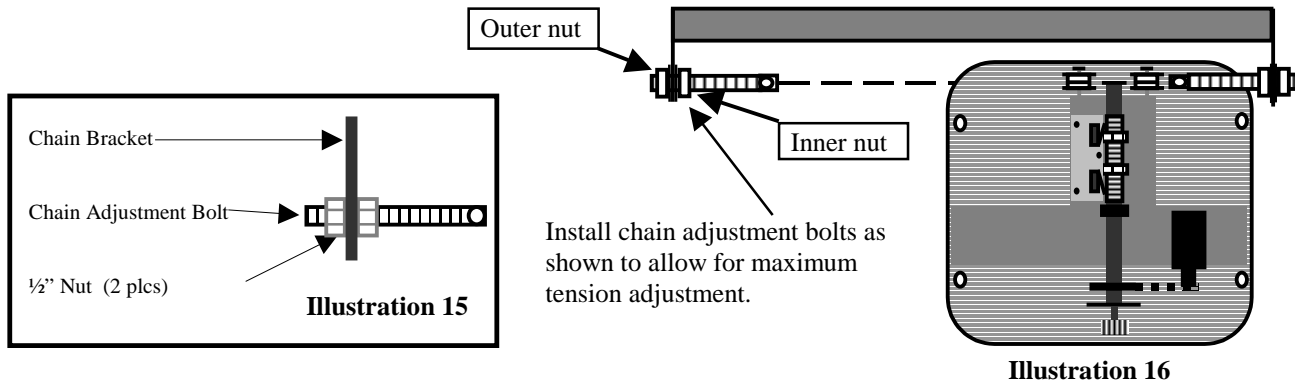 Outer nut
Inner nut
Install chain adjustment bolts as
shown to allow for maximum
tension adjustment.
Chain Bracket
Chain Adjustment Bolt
½” Nut (2 plcs)
Illustration 15
Illustration 16